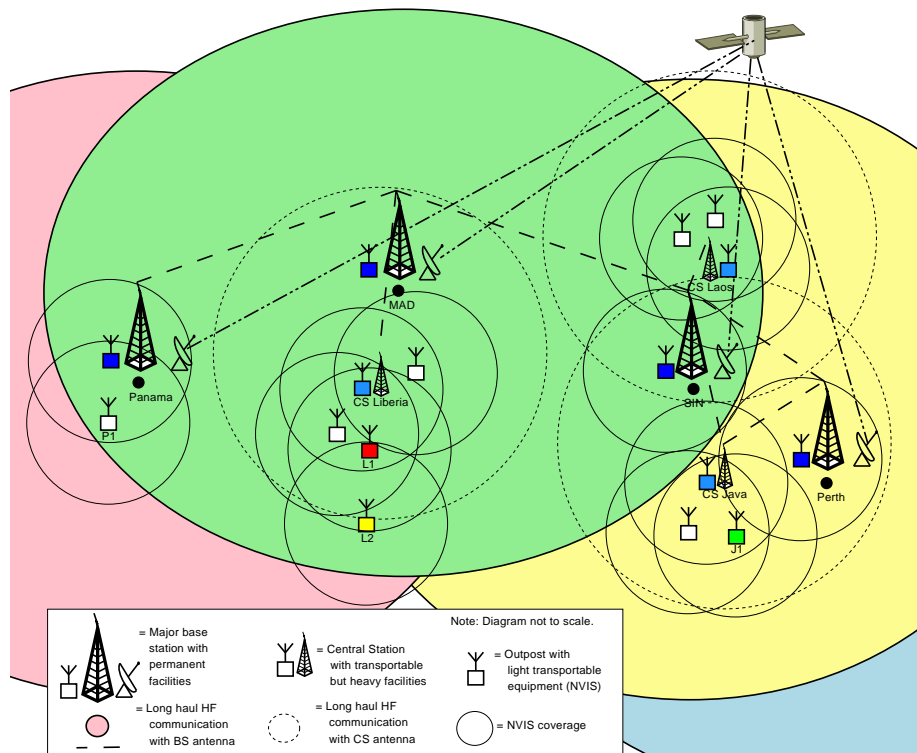 MAD
CS Laos
Panama
CS Liberia
SIN
P1
L1
CS Java
Perth
L2
J1
= Major base
station with
permanent
facilities
= Central Station
with transportable
but heavy facilities
Note: Diagram not to scale.
= Outpost with
light transportable
equipment (NVIS)
= Long haul HF
communication
with BS antenna
= Long haul HF
communication
with CS antenna
= NVIS coverage